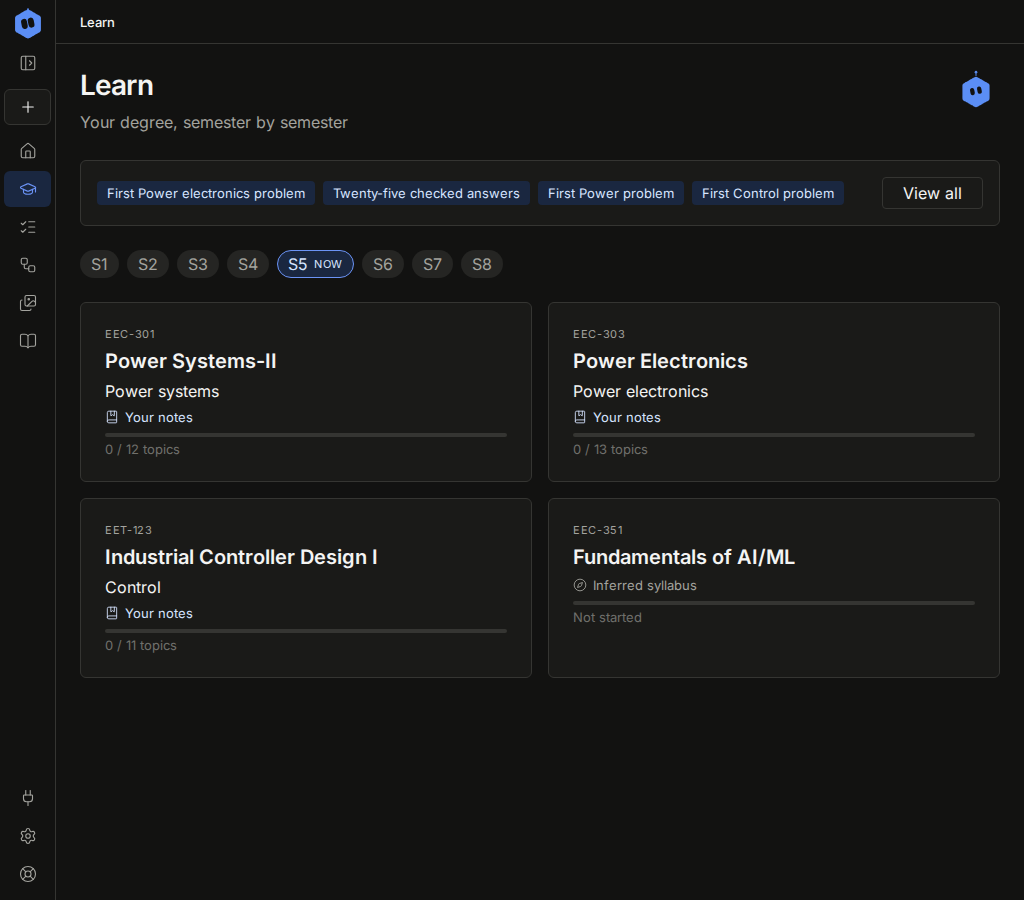 Learn
Learn
Your degree, semester by semester
First Power electronics problem Twenty-five checked answers First Power problem First Control problem View all
S1 S2 S3 S4 S5 NOW S6 S7 S8
EEC-301
Power Systems-II
Power systems
Your notes
0 / 12 topics
EEC-303
Power Electronics
Power electronics
Your notes
0 / 13 topics
EET-123
Industrial Controller Design I
Control
Your notes
0 / 11 topics
EEC-351
Fundamentals of AI/ML
Inferred syllabus
Not started